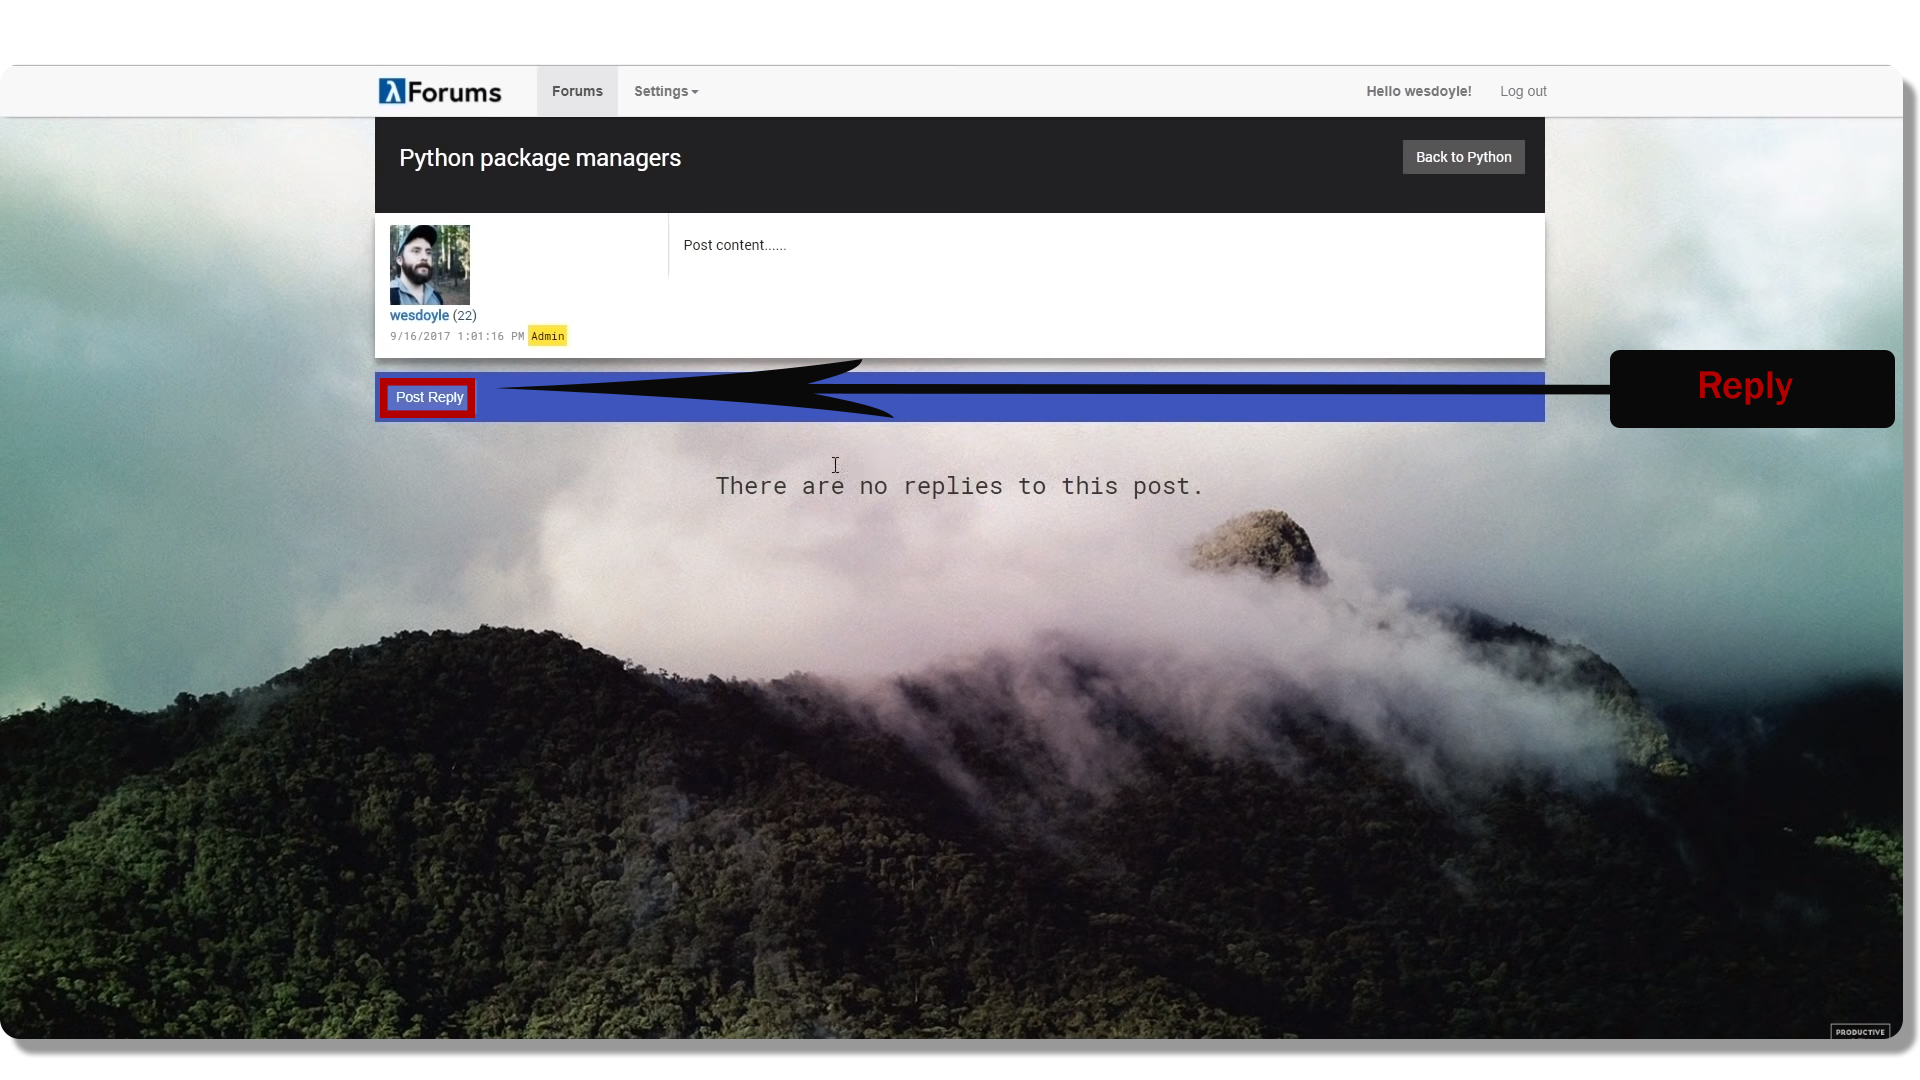 λForums
Forums
Settings
Hello wesdoyle!
Log out
Python package managers
Back to Python
Post content......
wesdoyle (22)
9/16/2017 1:01:16 PM Admin
Post Reply
Reply
There are no replies to this post.
PRODUCTIVE